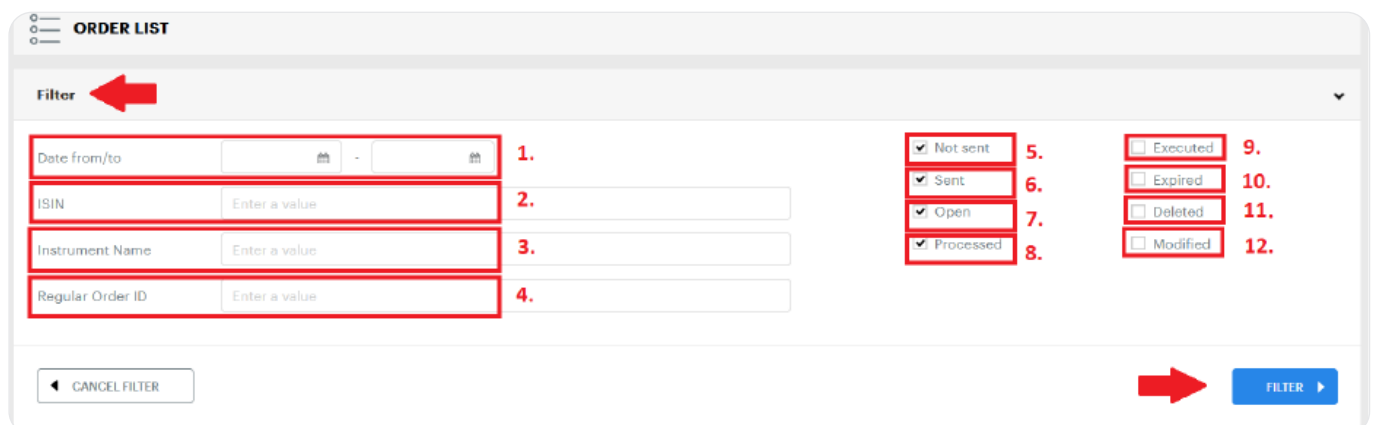 ORDER LIST
Filter
Date from/to - 1.
ISIN Enter a value 2.
Instrument Name Enter a value 3.
Regular Order ID Enter a value 4.
Not sent 5.
Sent 6.
Open 7.
Processed 8.
Executed 9.
Expired 10.
Deleted 11.
Modified 12.
CANCEL FILTER
FILTER